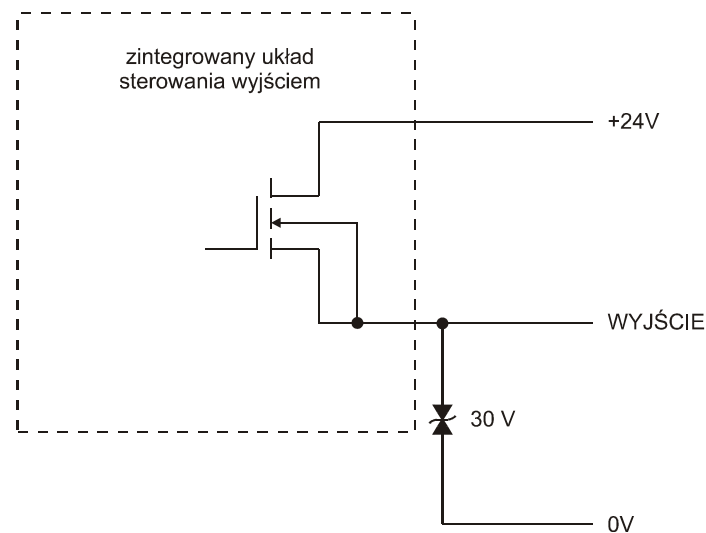 zintegrowany układ
sterowania wyjściem
+24V
WYJŚCIE
30 V
0V